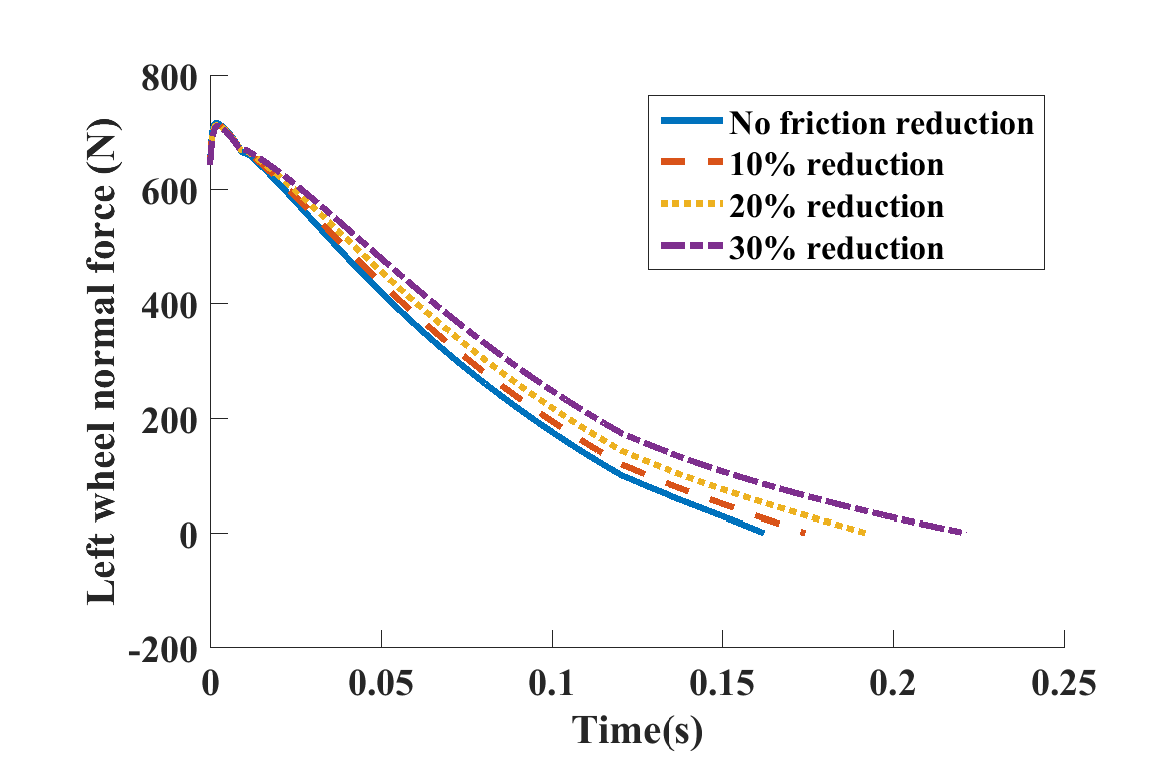 800
600
400
200
0
-200
Left wheel normal force (N)
No friction reduction
10% reduction
20% reduction
30% reduction
0 0.05 0.1 0.15 0.2 0.25
Time(s)